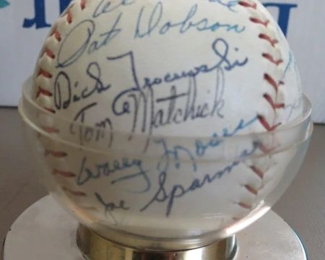 Pat Dobson
Dick Tracewski
Tom Matchick
Wally Moses
Joe Sparma